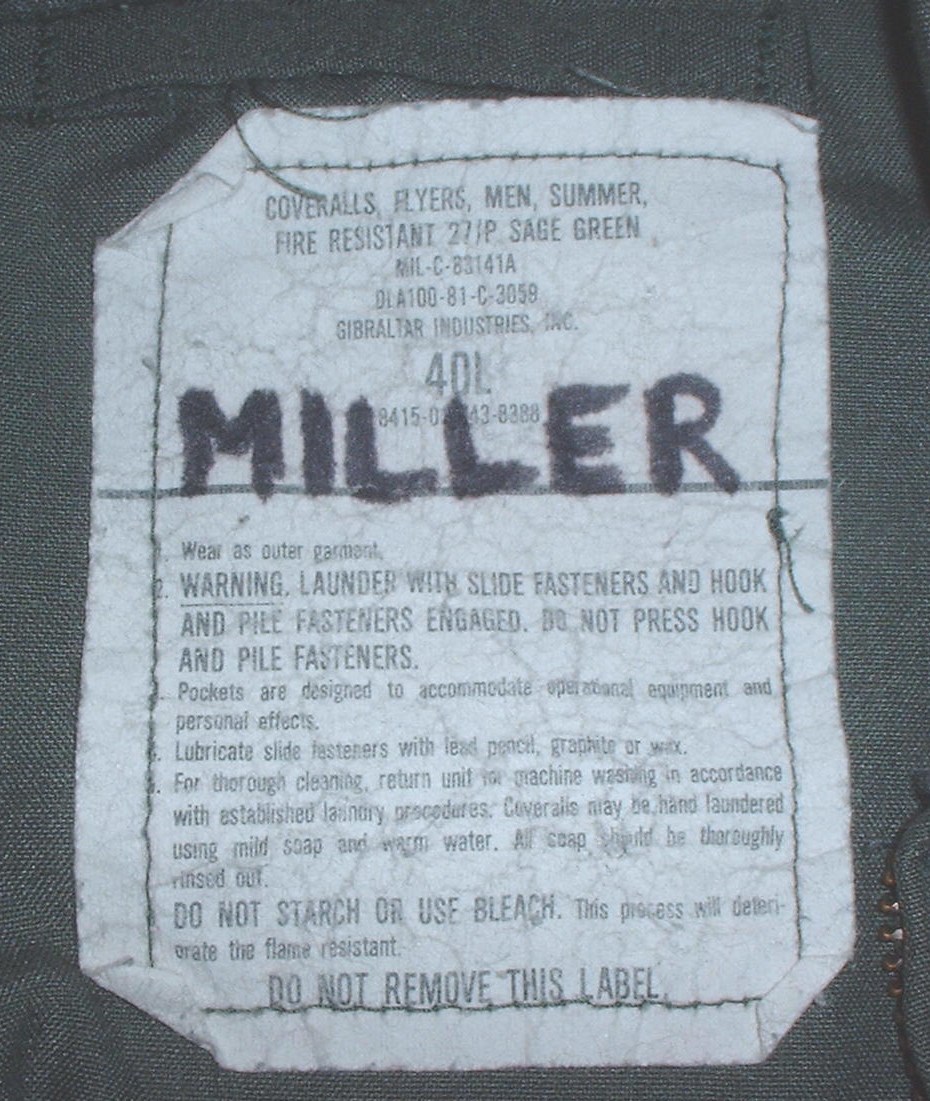 COVERALLS, FLYERS, MEN, SUMMER,
FIRE RESISTANT 27/P SAGE GREEN
MIL-C-83141A
DLA100-81-C-3059
GIBRALTAR INDUSTRIES, INC.
40L
MILLER
Wear as outer garment.
2. WARNING. LAUNDER WITH SLIDE FASTENERS AND HOOK
AND PILE FASTENERS ENGAGED. DO NOT PRESS HOOK
AND PILE FASTENERS.
Pockets are designed to accommodate operational equipment and
personal effects.
Lubricate slide fasteners with lead pencil, graphite or wax.
For thorough cleaning, return unit for machine washing in accordance
with established laundry procedures. Coveralls may be hand laundered
using mild soap and warm water. All soap should be thoroughly
rinsed out.
DO NOT STARCH OR USE BLEACH. This process will deteri-
orate the flame resistant.
DO NOT REMOVE THIS LABEL.